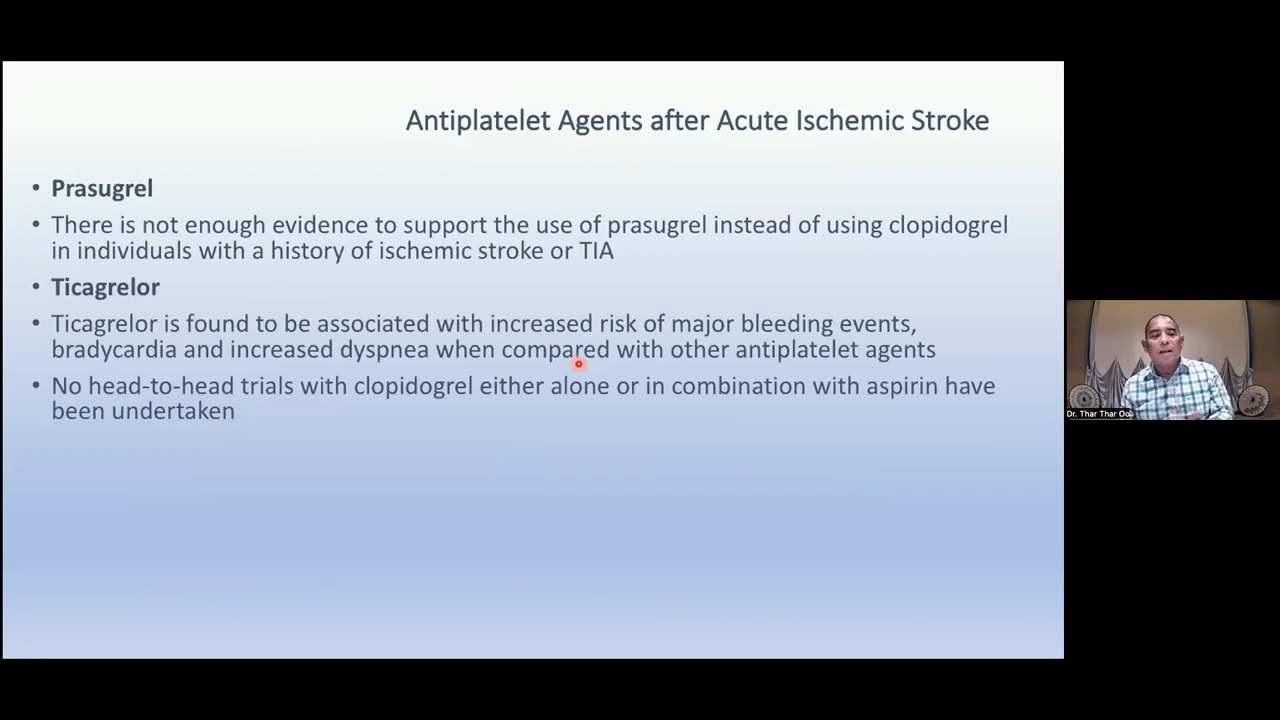 Antiplatelet Agents after Acute Ischemic Stroke
• Prasugrel
• There is not enough evidence to support the use of prasugrel instead of using clopidogrel
in individuals with a history of ischemic stroke or TIA
• Ticagrelor
• Ticagrelor is found to be associated with increased risk of major bleeding events,
bradycardia and increased dyspnea when compared with other antiplatelet agents
• No head-to-head trials with clopidogrel either alone or in combination with aspirin have
been undertaken
Dr. Thar Thar Oo